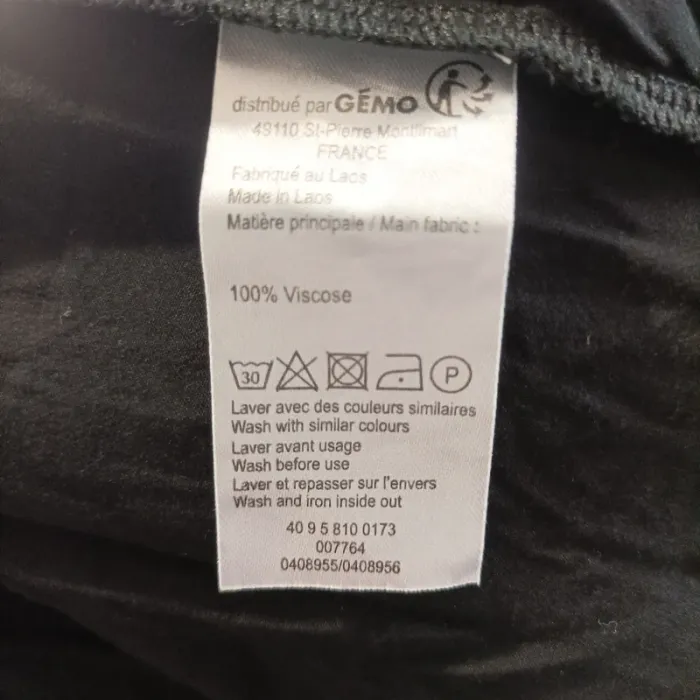 distribué par GÉMO
49110 St-Pierre Montlimart
FRANCE
Fabriqué au Laos
Made in Laos
Matière principale / Main fabric :
100% Viscose
30 P
Laver avec des couleurs similaires
Wash with similar colours
Laver avant usage
Wash before use
Laver et repasser sur l'envers
Wash and iron inside out
40 9 5 810 0173
007764
0408955/0408956